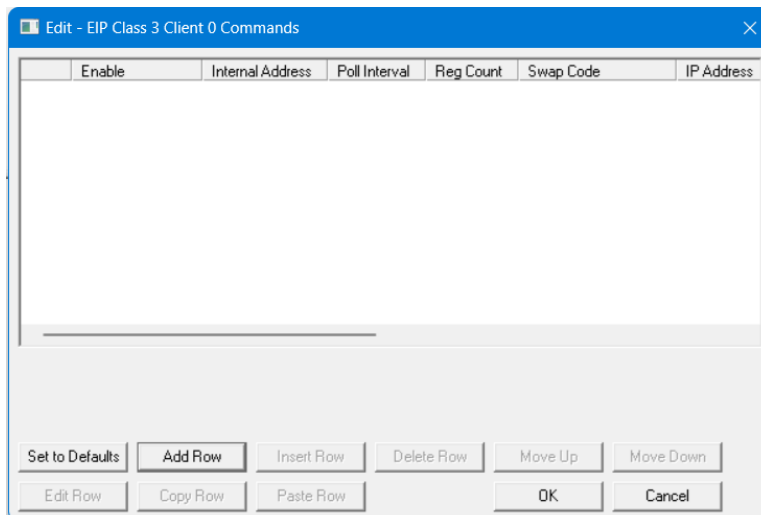 Edit - EIP Class 3 Client 0 Commands
Enable Internal Address Poll Interval Reg Count Swap Code IP Address
Set to Defaults Add Row Insert Row Delete Row Move Up Move Down
Edit Row Copy Row Paste Row OK Cancel